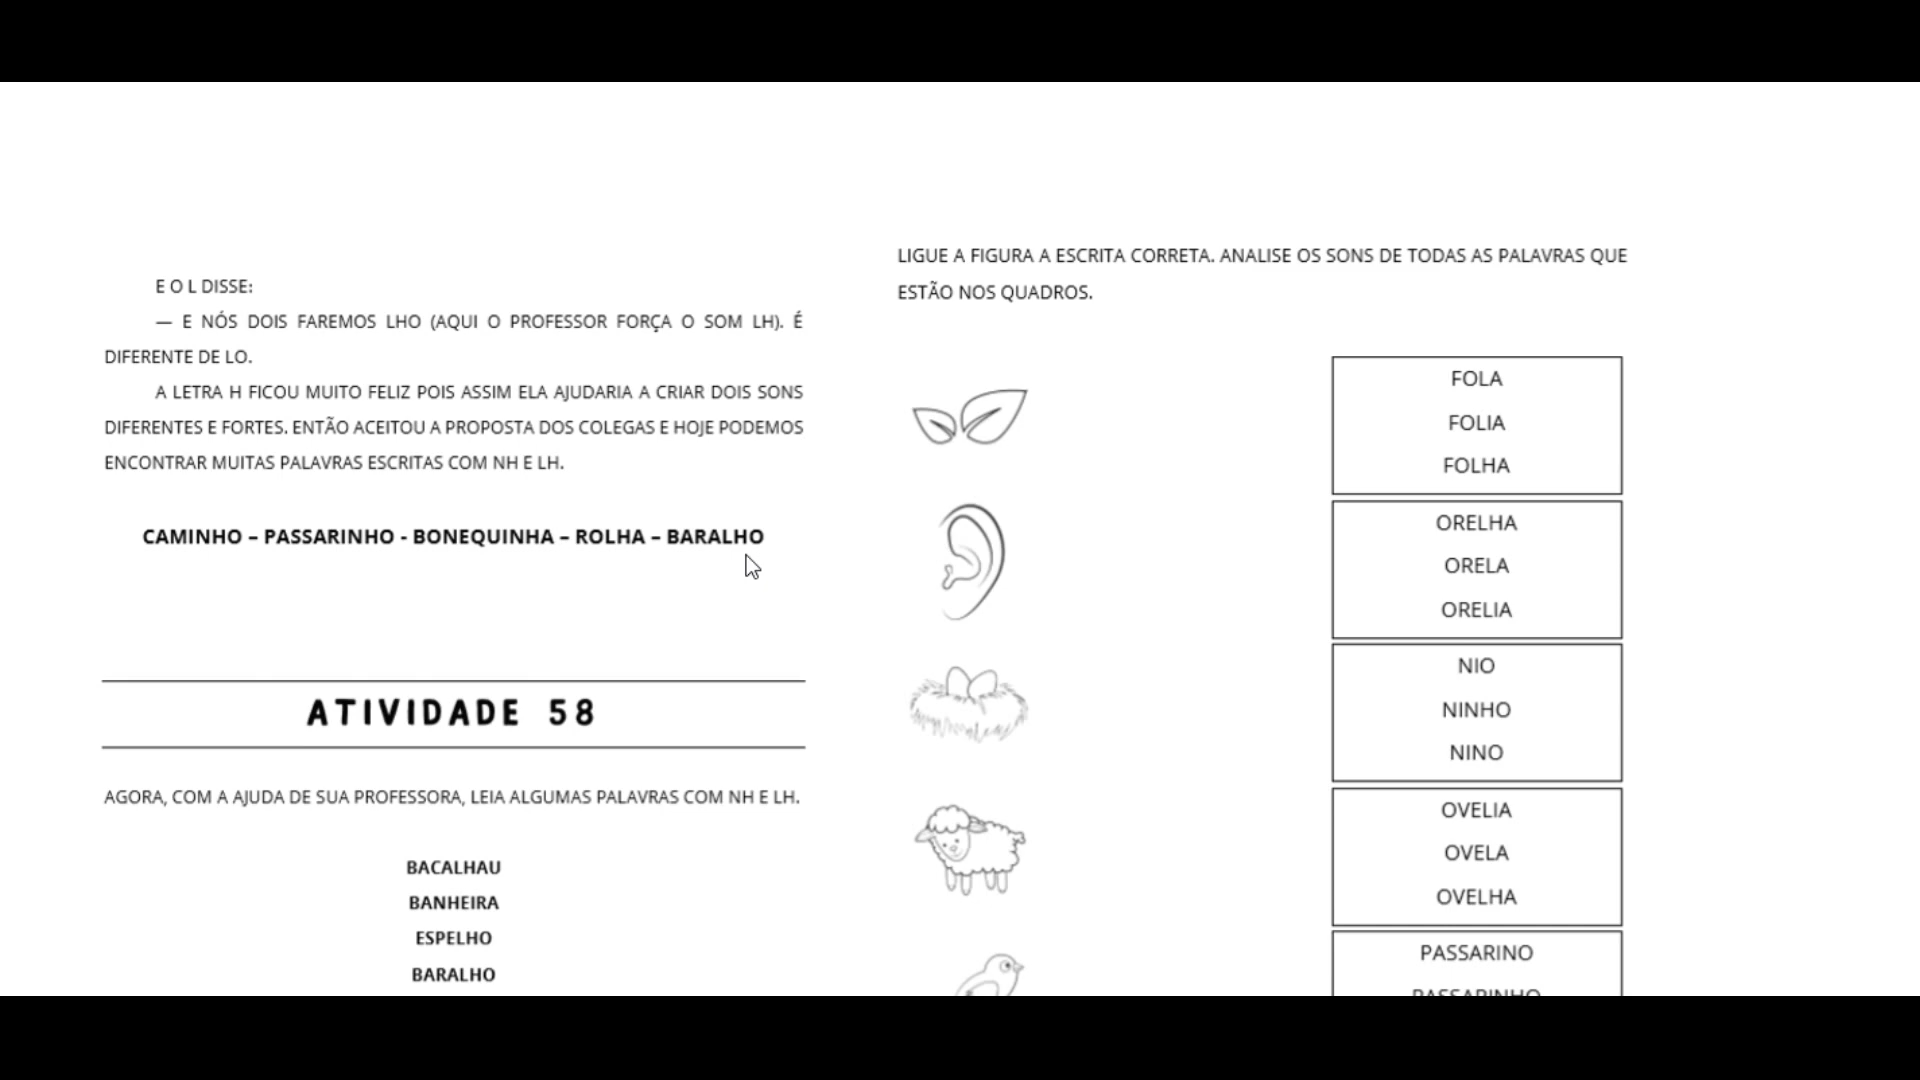 E O L DISSE:
— E NÓS DOIS FAREMOS LHO (AQUI O PROFESSOR FORÇA O SOM LH). É
DIFERENTE DE LO.
A LETRA H FICOU MUITO FELIZ POIS ASSIM ELA AJUDARIA A CRIAR DOIS SONS
DIFERENTES E FORTES. ENTÃO ACEITOU A PROPOSTA DOS COLEGAS E HOJE PODEMOS
ENCONTRAR MUITAS PALAVRAS ESCRITAS COM NH E LH.
CAMINHO – PASSARINHO - BONEQUINHA – ROLHA – BARALHO
ATIVIDADE 58
AGORA, COM A AJUDA DE SUA PROFESSORA, LEIA ALGUMAS PALAVRAS COM NH E LH.
BACALHAU
BANHEIRA
ESPELHO
BARALHO
LIGUE A FIGURA A ESCRITA CORRETA. ANALISE OS SONS DE TODAS AS PALAVRAS QUE
ESTÃO NOS QUADROS.
FOLA
FOLIA
FOLHA
ORELHA
ORELA
ORELIA
NIO
NINHO
NINO
OVELIA
OVELA
OVELHA
PASSARINO
PASSARINHO